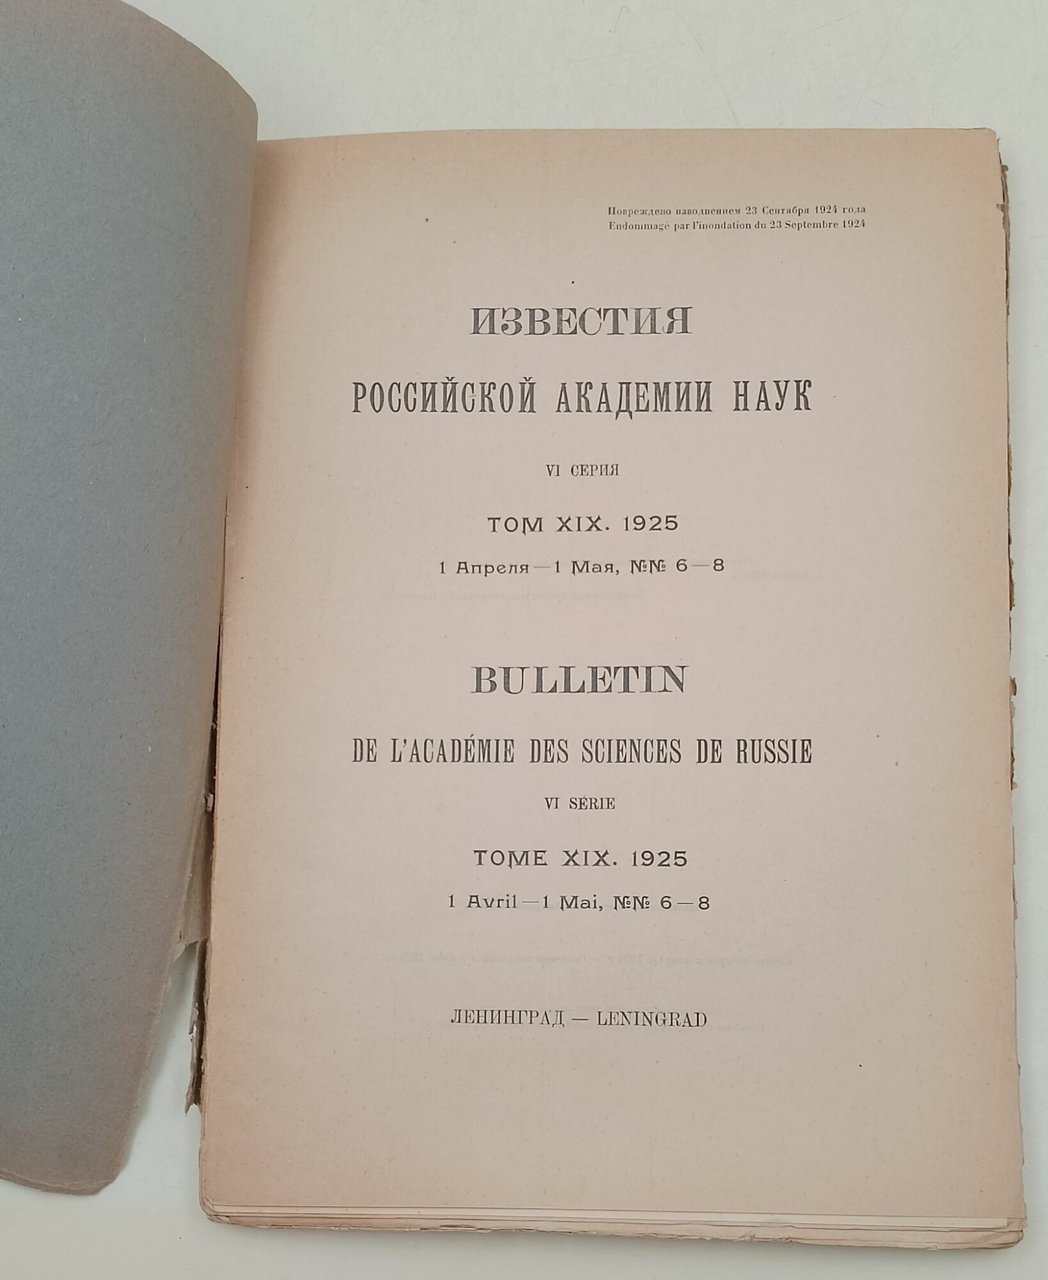 Повреждено наводнением 23 Сентября 1924 года
Endommagé par l'inondation du 23 Septembre 1924
ИЗВЕСТИЯ
РОССИЙСКОЙ АКАДЕМИИ НАУК
VI СЕРИЯ
ТОМ XIX. 1925
1 Апреля—1 Мая, №№ 6—8
BULLETIN
DE L'ACADÉMIE DES SCIENCES DE RUSSIE
VI SÉRIE
TOME XIX. 1925
1 Avril—1 Mai, №№ 6—8
ЛЕНИНГРАД — LENINGRAD